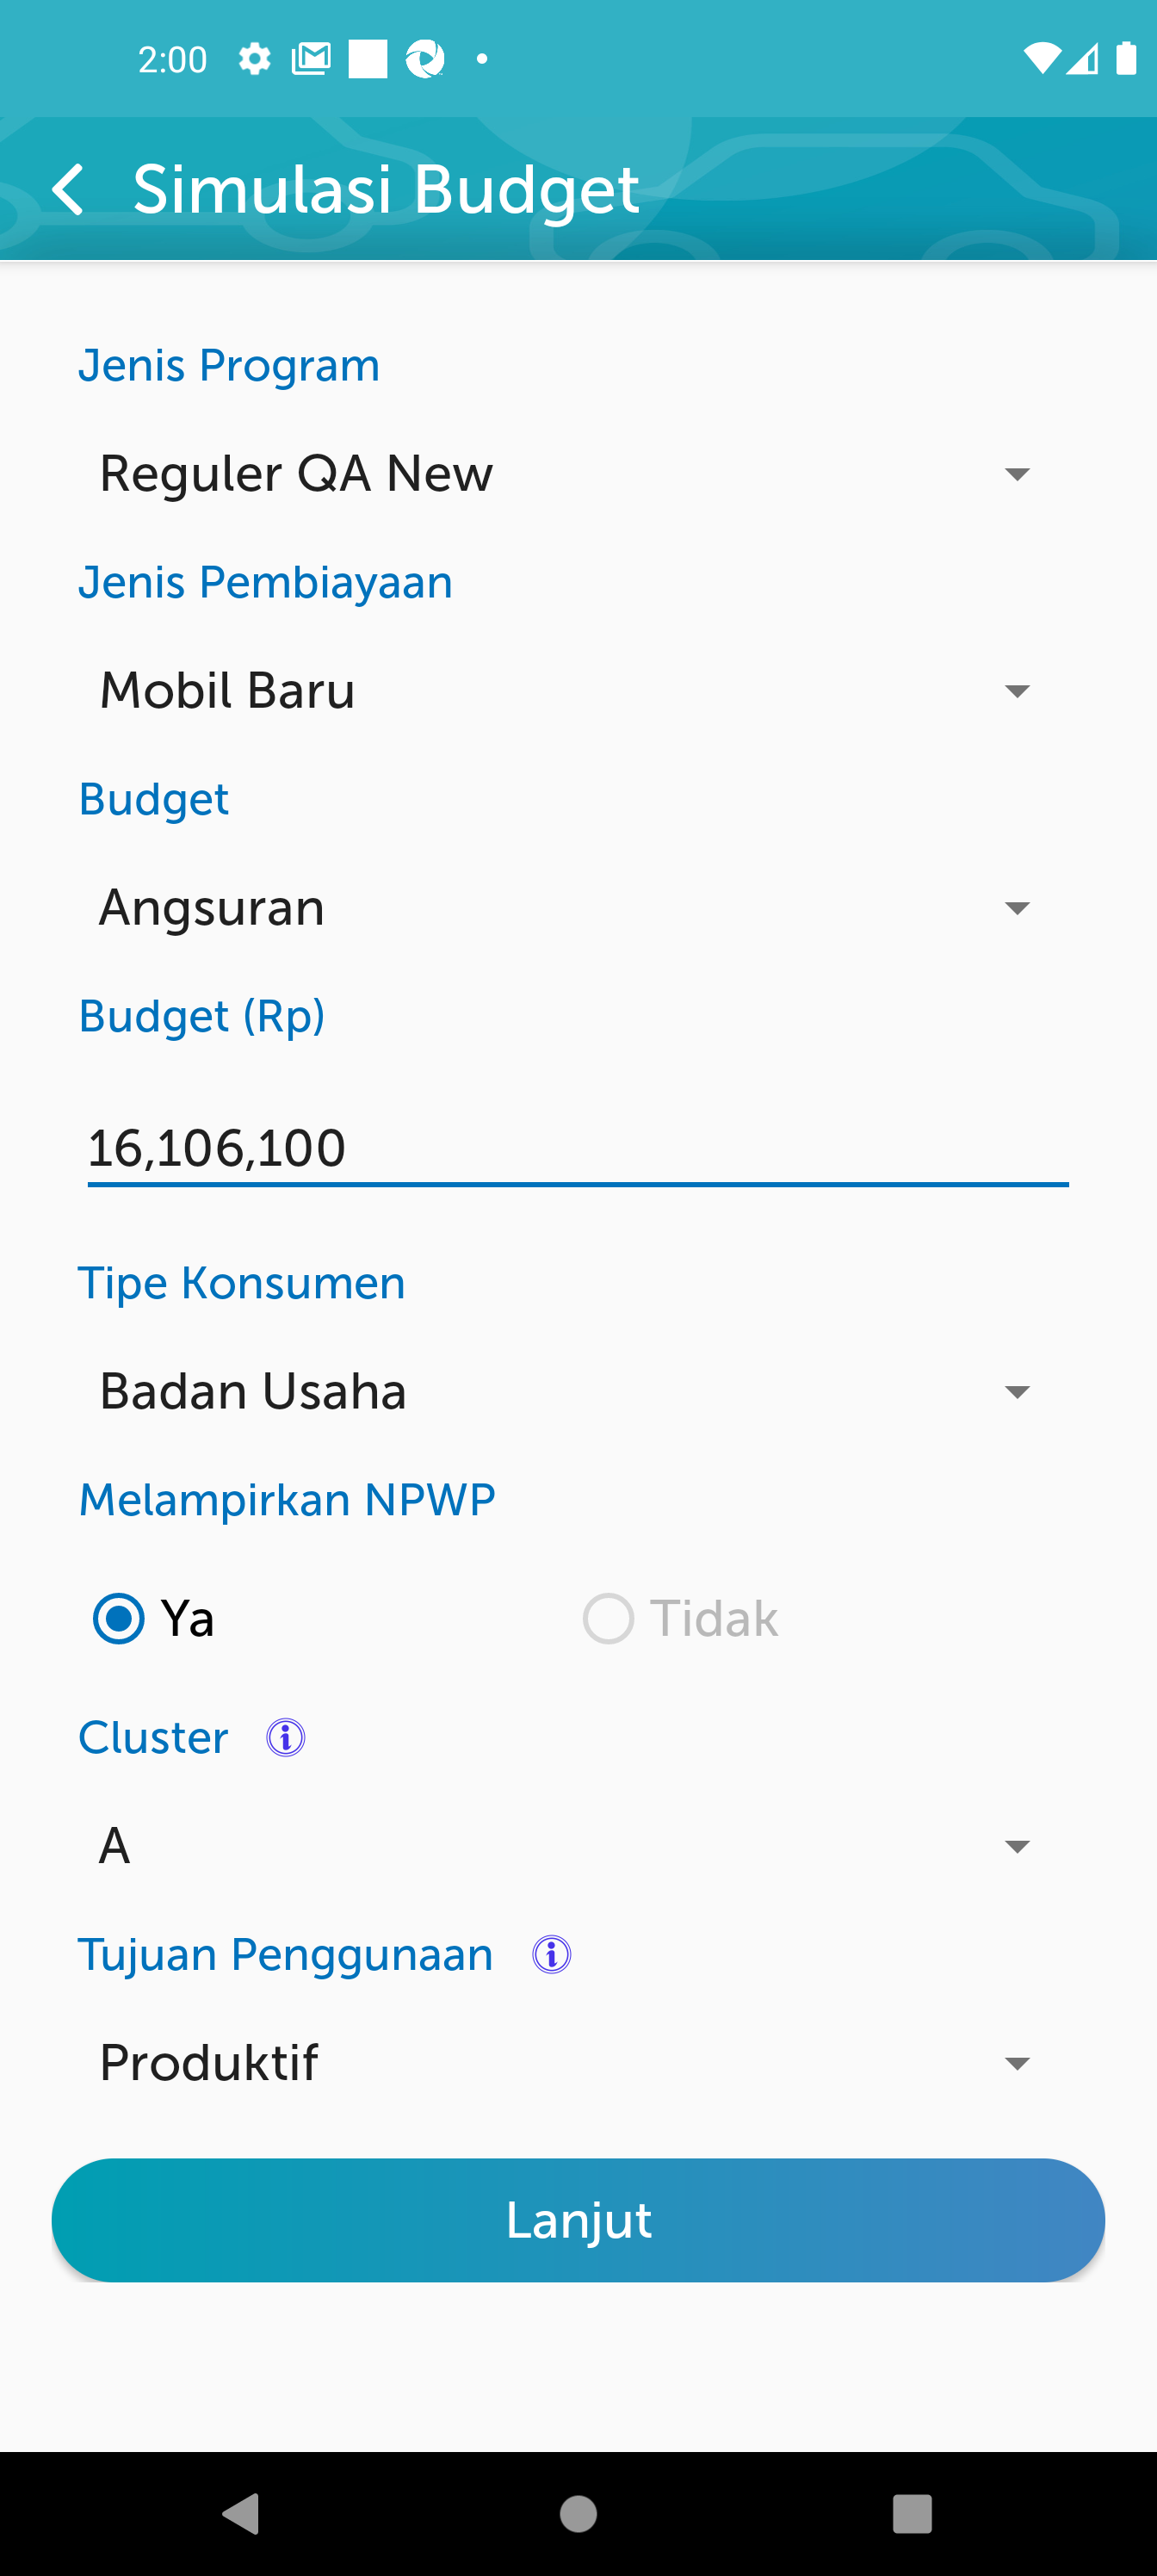 2:00
Simulasi Budget
Jenis Program
Reguler QA New
Jenis Pembiayaan
Mobil Baru
Budget
Angsuran
Budget (Rp)
16,106,100
Tipe Konsumen
Badan Usaha
Melampirkan NPWP
Ya Tidak
Cluster
A
Tujuan Penggunaan
Produktif
Lanjut